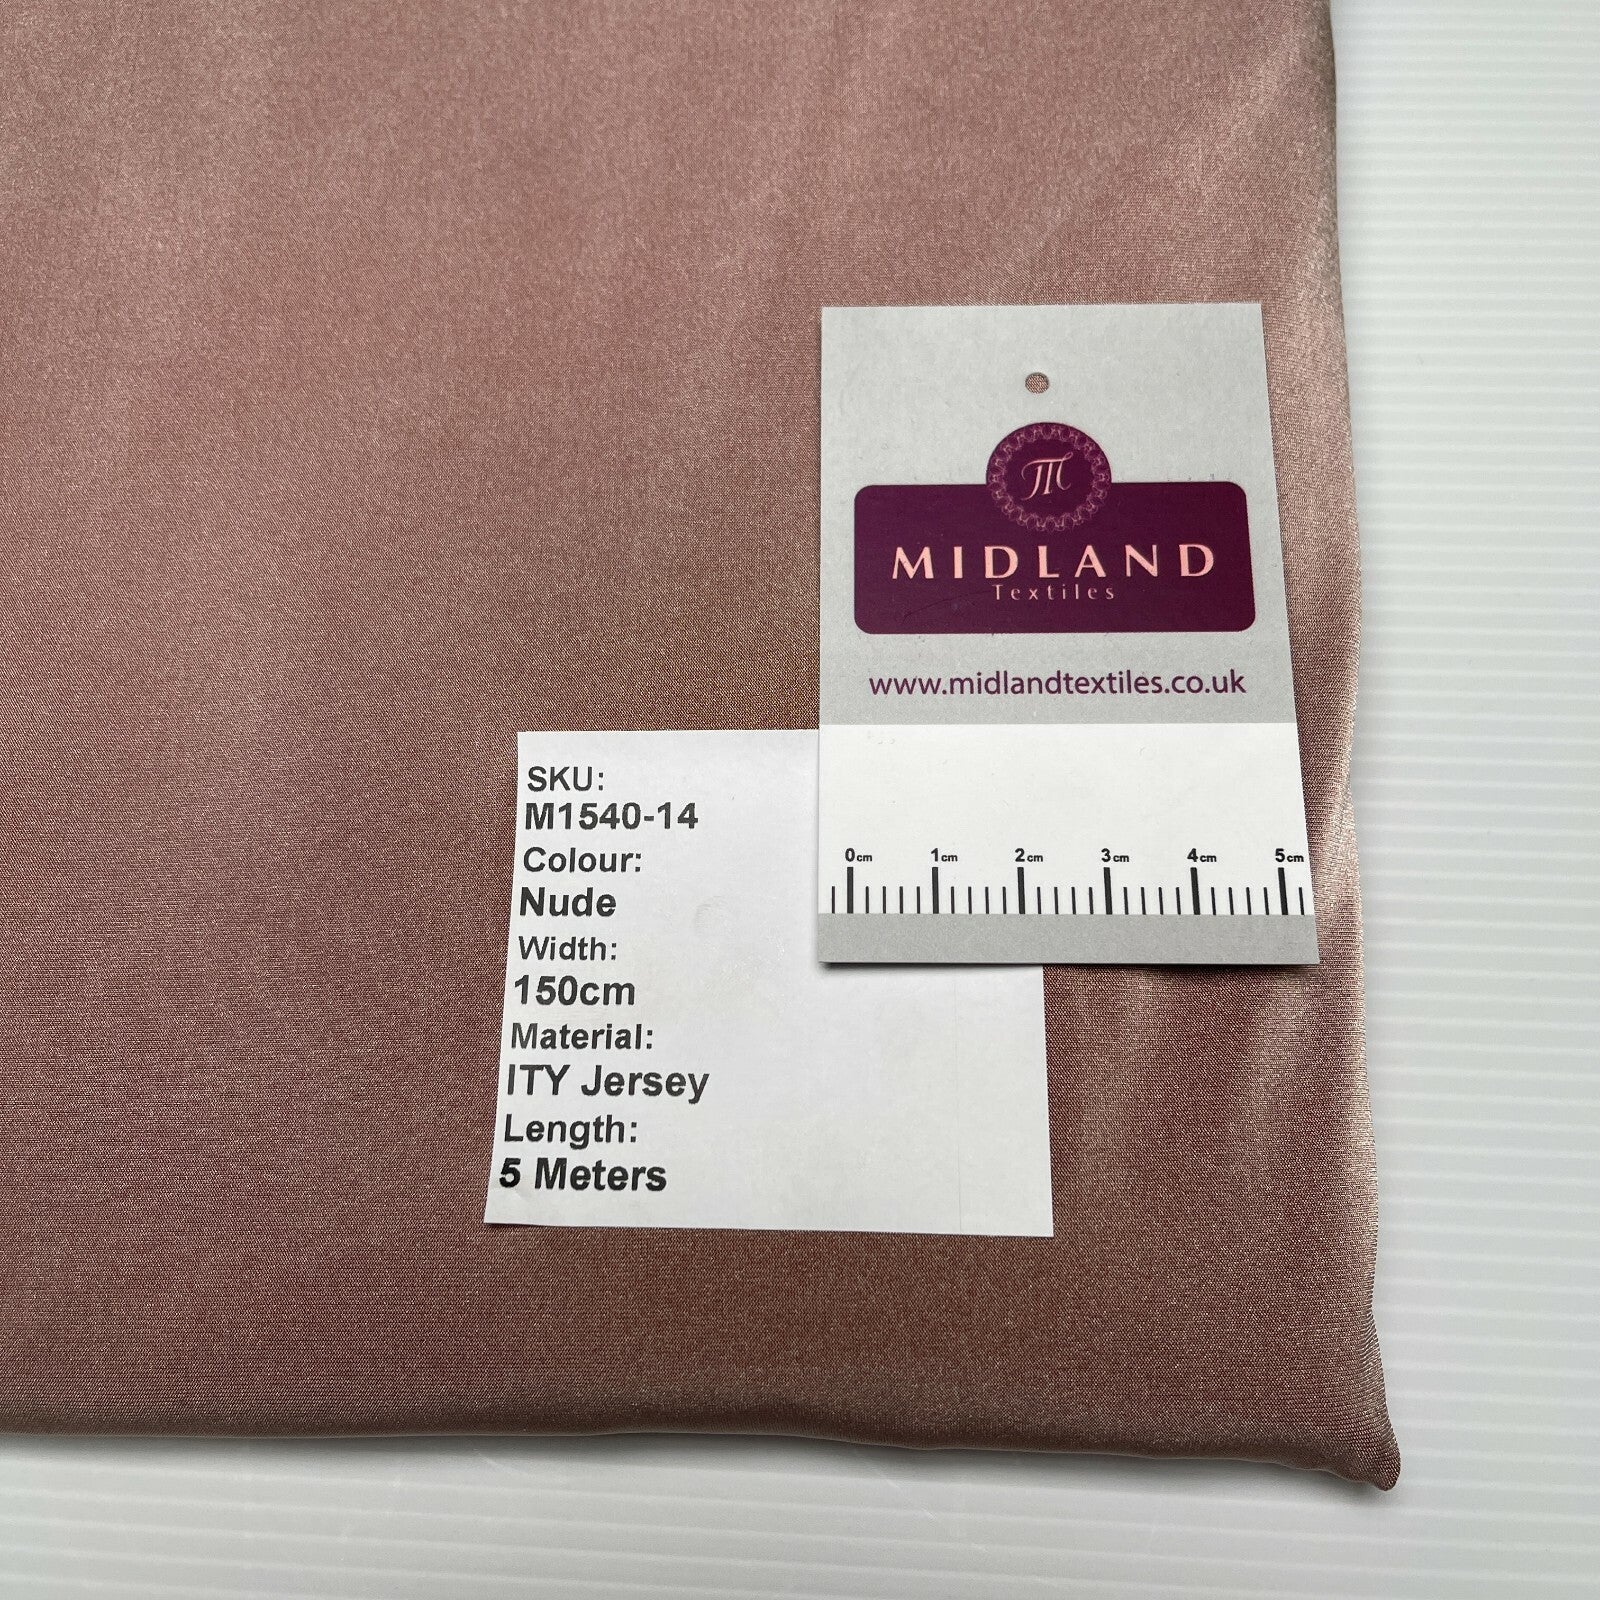 MIDLAND
Textiles
www.midlandtextiles.co.uk
0cm 1cm 2cm 3cm 4cm 5cm
SKU:
M1540-14
Colour:
Nude
Width:
150cm
Material:
ITY Jersey
Length:
5 Meters